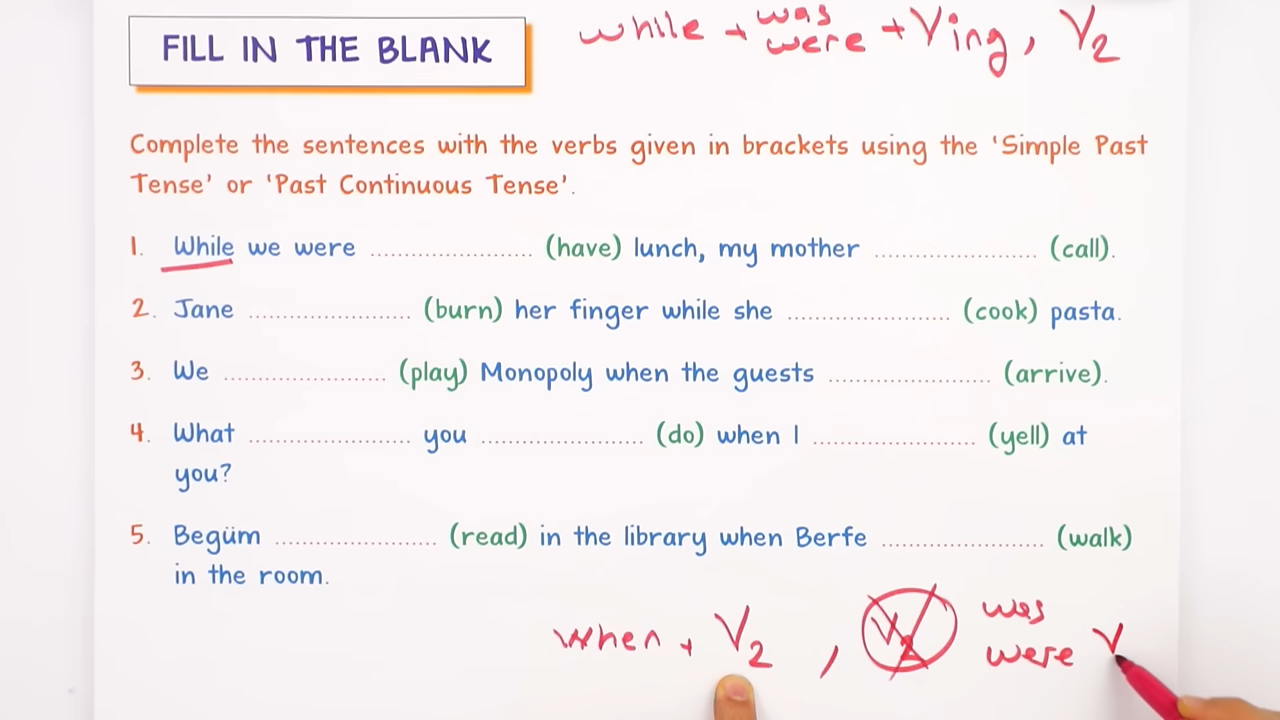 FILL IN THE BLANK
while + was were + Ving, V2
Complete the sentences with the verbs given in brackets using the 'Simple Past
Tense' or 'Past Continuous Tense'.
1. While we were .......................... (have) lunch, my mother .......................... (call).
2. Jane .......................... (burn) her finger while she .......................... (cook) pasta.
3. We .......................... (play) Monopoly when the guests .......................... (arrive).
4. What .......................... you .......................... (do) when I .......................... (yell) at
you?
5. Begüm .......................... (read) in the library when Berfe .......................... (walk)
in the room.
when + V2 , V2 was
were V